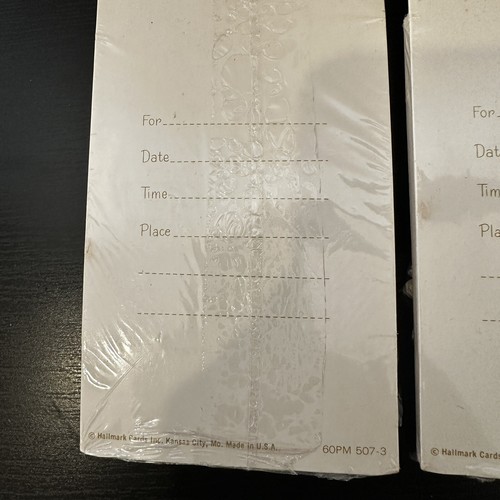 For
Date
Time
Place
© Hallmark Cards Inc, Kansas City, Mo. Made in U.S.A.
60PM 507-3
For
Dat
Tim
Pla
© Hallmark Cards